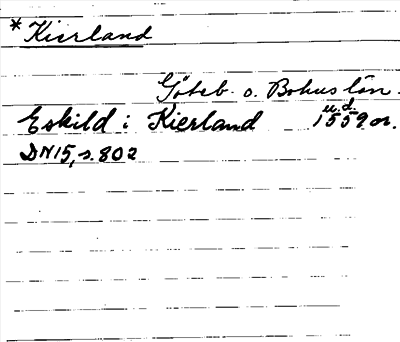 *Kierland
Göteb. o. Bohus län.
u.d.
Eskild i Kierland 1559 or.
DN15, s. 802